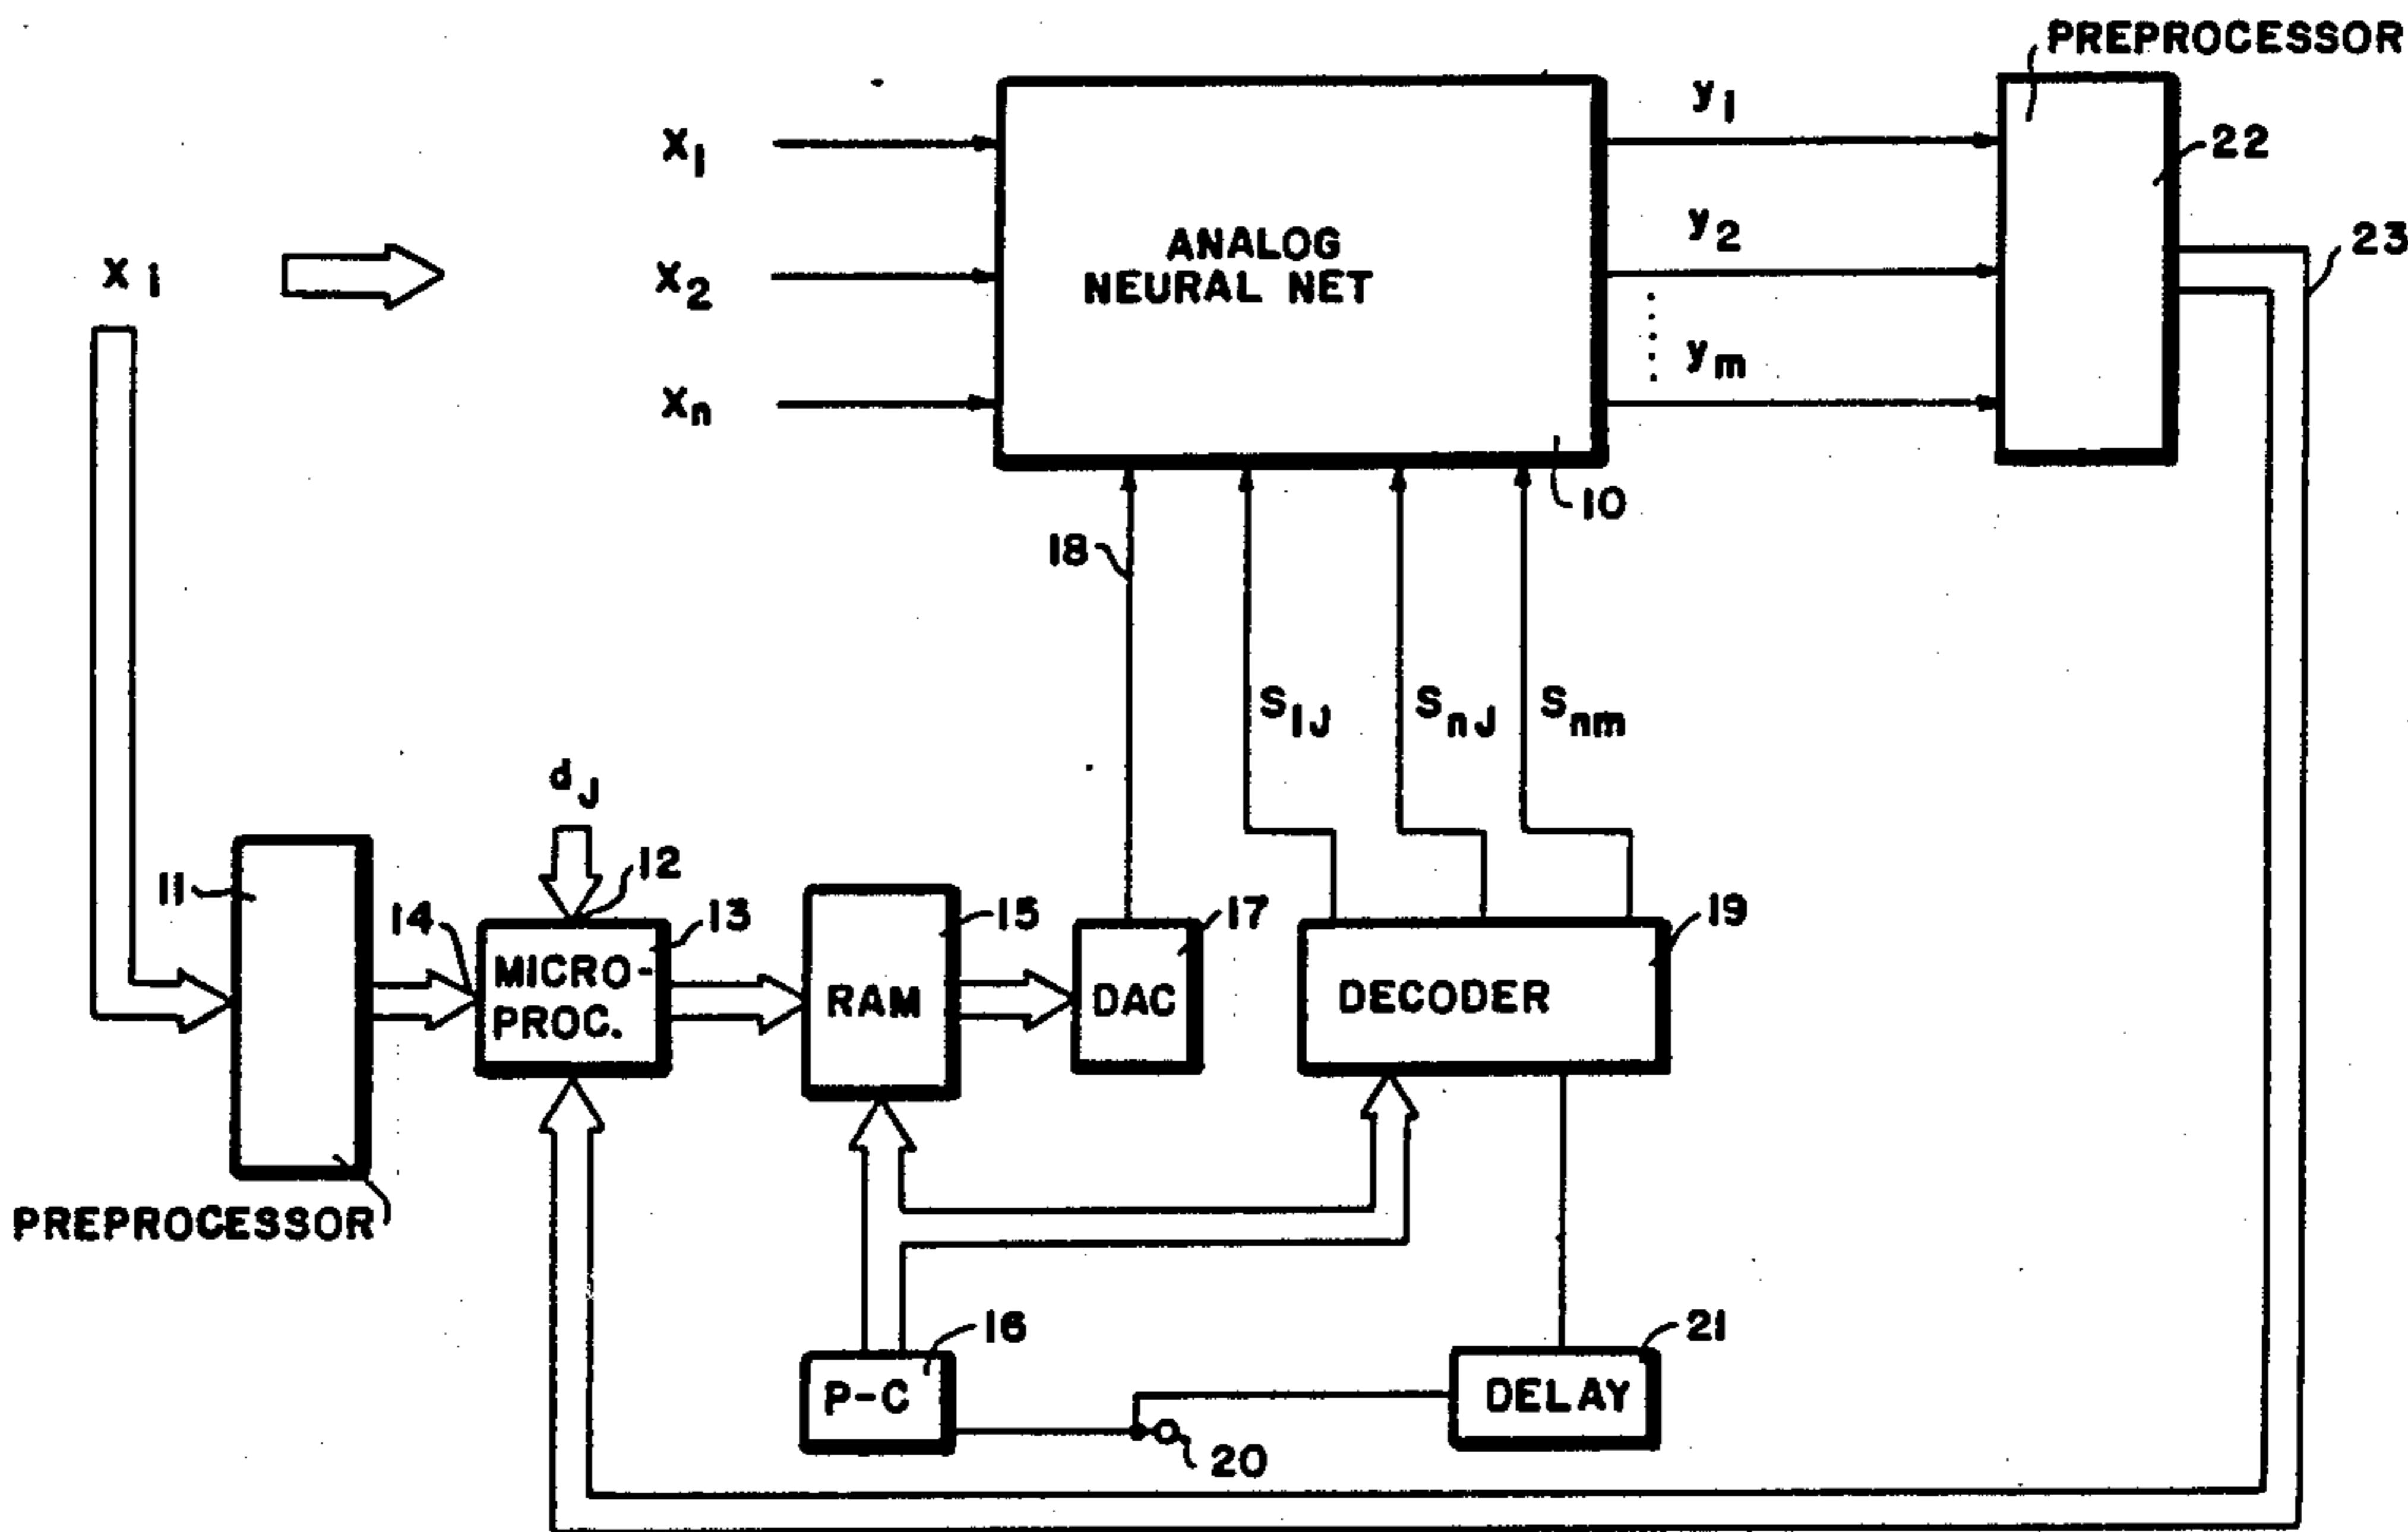 PREPROCESSOR
y1
X1
22
y2
23
ANALOG
X1
X2
NEURAL NET
ym
Xn
10
18
S1J
SnJ
Snm
dJ
12
11
14
13
15
17
19
MICRO-
PROC.
RAM
DAC
DECODER
PREPROCESSOR
16
21
P-C
DELAY
20